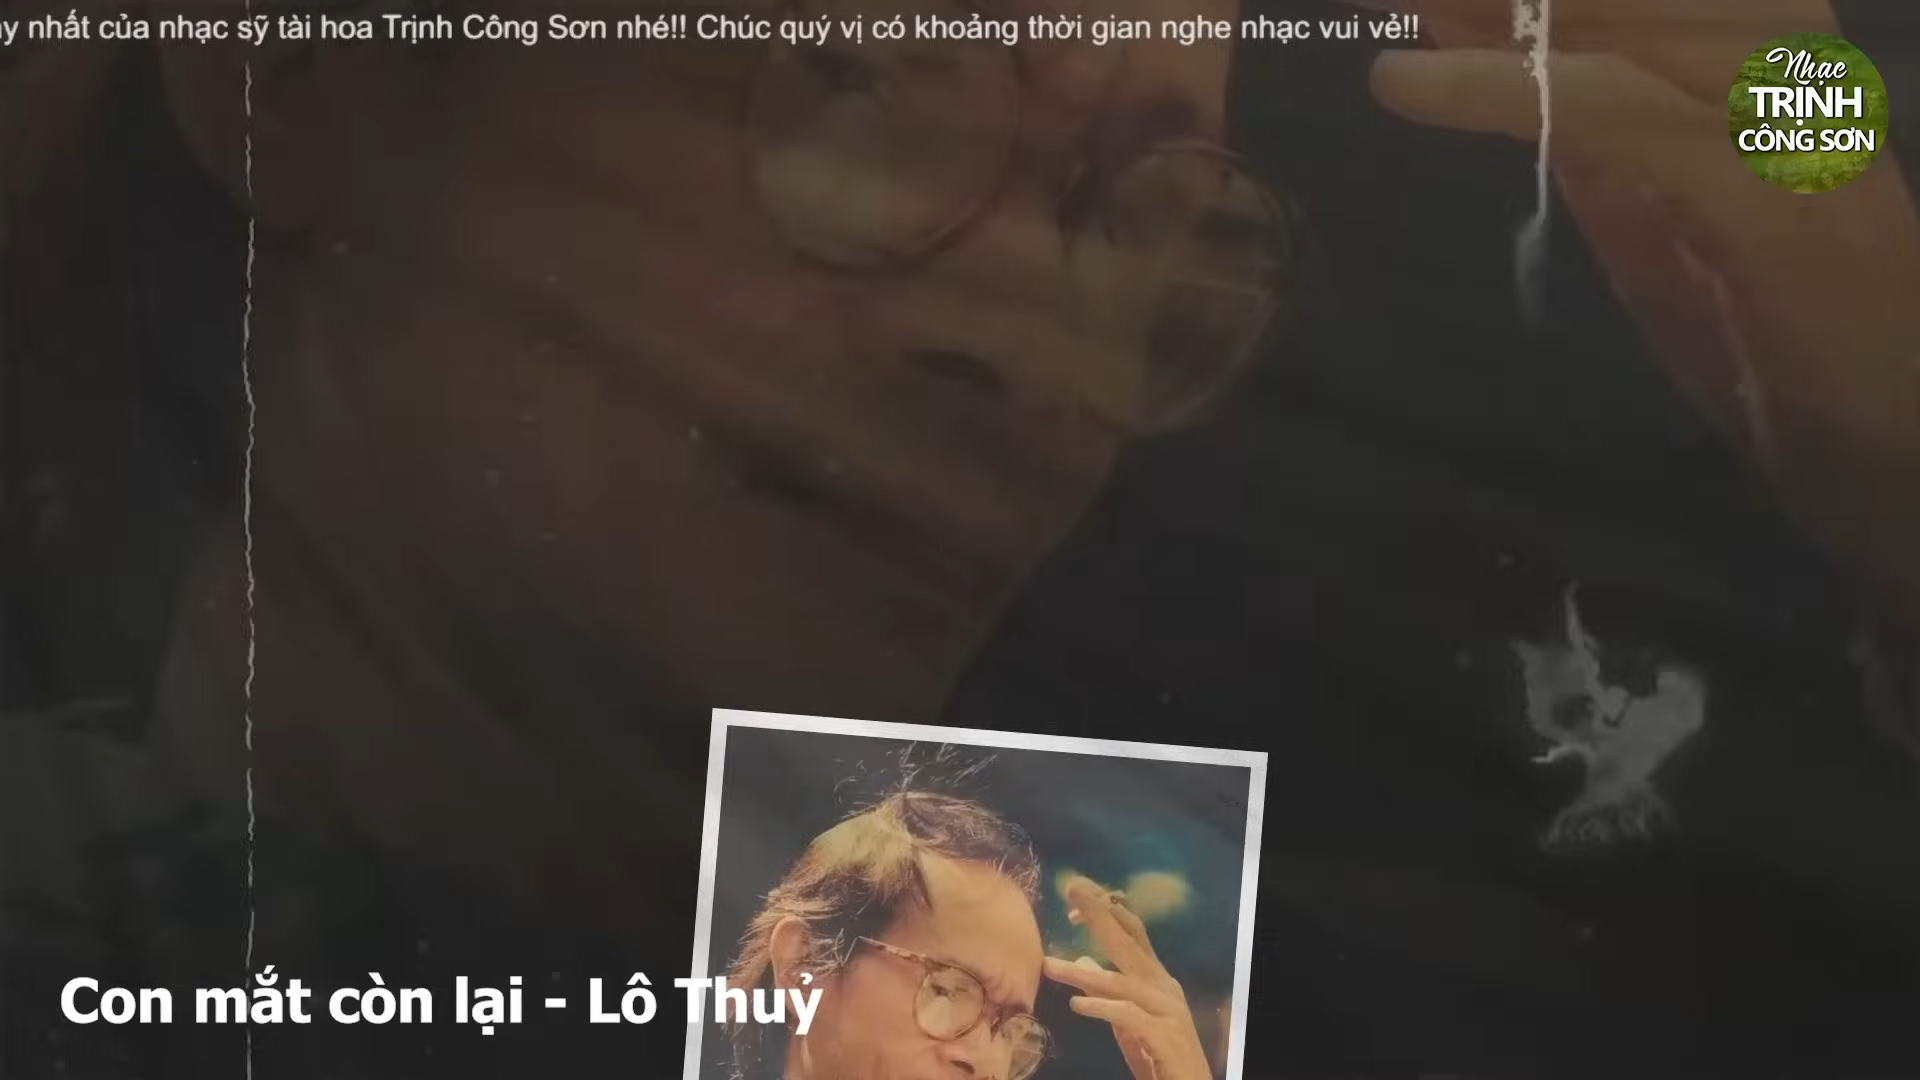 nhất của nhạc sỹ tài hoa Trịnh Công Sơn nhé!! Chúc quý vị có khoảng thời gian nghe nhạc vui vẻ!!
Nhạc
TRỊNH
CÔNG SƠN
Con mắt còn lại - Lô Thuỷ